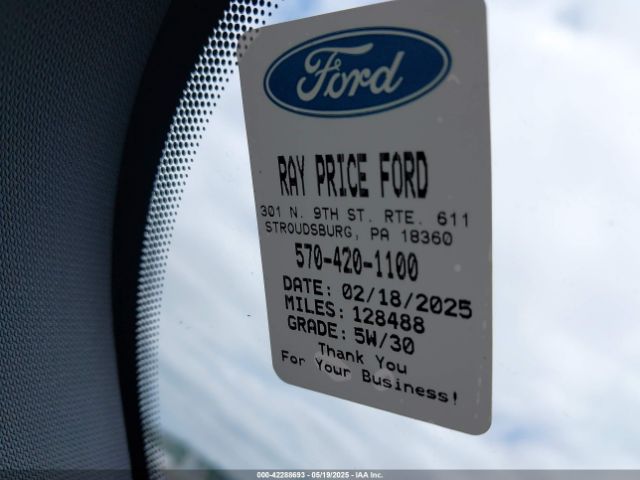 Ford
RAY PRICE FORD
301 N. 9TH ST. RTE. 611
STROUDSBURG, PA 18360
570-420-1100
DATE: 02/18/2025
MILES: 128488
GRADE: 5W/30
Thank You
For Your Business!
000-42288693 - 05/19/2025 - IAA Inc.